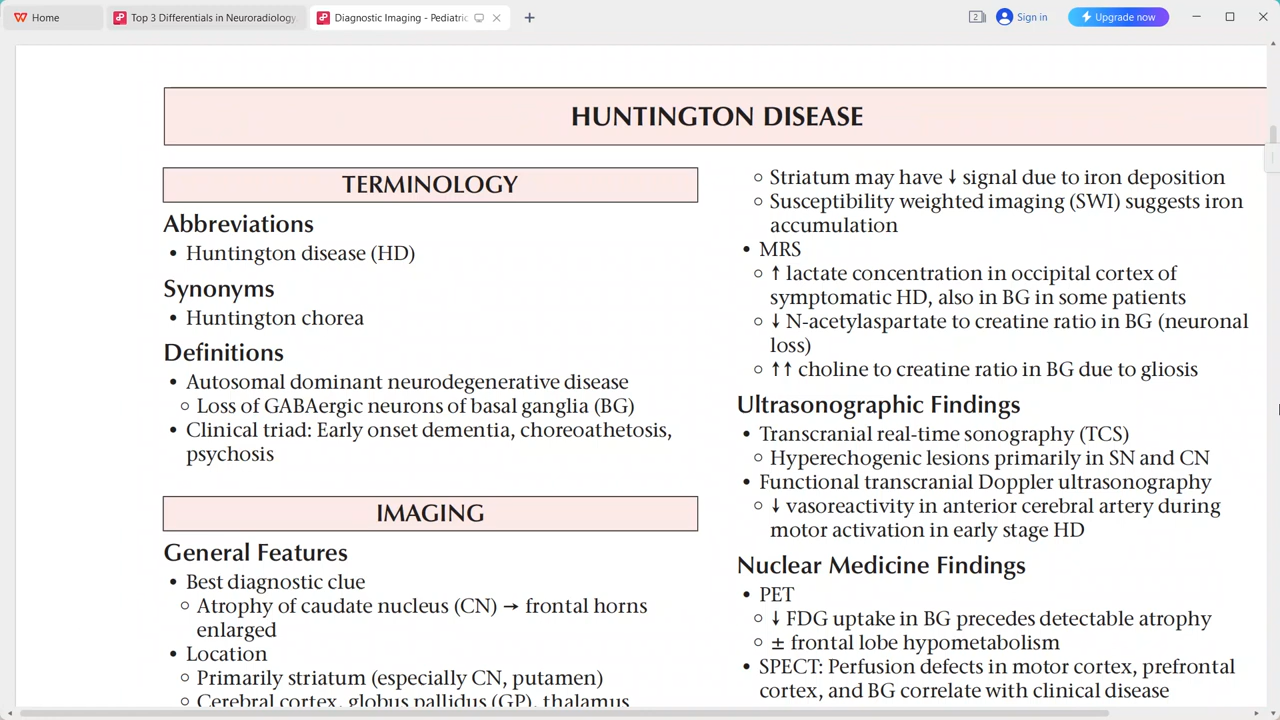 Home
Top 3 Differentials in Neuroradiology.
Diagnostic Imaging - Pediatric
2
Sign in
Upgrade now
HUNTINGTON DISEASE
TERMINOLOGY
Abbreviations
• Huntington disease (HD)
Synonyms
• Huntington chorea
Definitions
• Autosomal dominant neurodegenerative disease
○ Loss of GABAergic neurons of basal ganglia (BG)
• Clinical triad: Early onset dementia, choreoathetosis,
psychosis
IMAGING
General Features
• Best diagnostic clue
○ Atrophy of caudate nucleus (CN) → frontal horns
enlarged
• Location
○ Primarily striatum (especially CN, putamen)
○ Cerebral cortex, globus pallidus (GP), thalamus
○ Striatum may have ↓ signal due to iron deposition
○ Susceptibility weighted imaging (SWI) suggests iron
accumulation
• MRS
○ ↑ lactate concentration in occipital cortex of
symptomatic HD, also in BG in some patients
○ ↓ N-acetylaspartate to creatine ratio in BG (neuronal
loss)
○ ↑↑ choline to creatine ratio in BG due to gliosis
Ultrasonographic Findings
• Transcranial real-time sonography (TCS)
○ Hyperechogenic lesions primarily in SN and CN
• Functional transcranial Doppler ultrasonography
○ ↓ vasoreactivity in anterior cerebral artery during
motor activation in early stage HD
Nuclear Medicine Findings
• PET
○ ↓ FDG uptake in BG precedes detectable atrophy
○ ± frontal lobe hypometabolism
• SPECT: Perfusion defects in motor cortex, prefrontal
cortex, and BG correlate with clinical disease